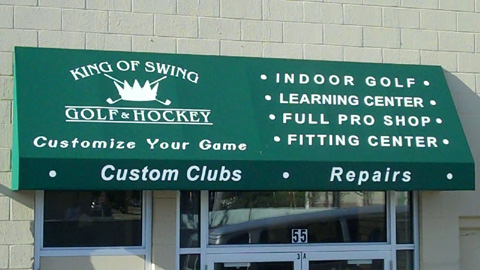 KING OF SWING
GOLF & HOCKEY
Customize Your Game
• INDOOR GOLF •
• LEARNING CENTER •
• FULL PRO SHOP •
• FITTING CENTER •
• Custom Clubs • Repairs •
55
3A